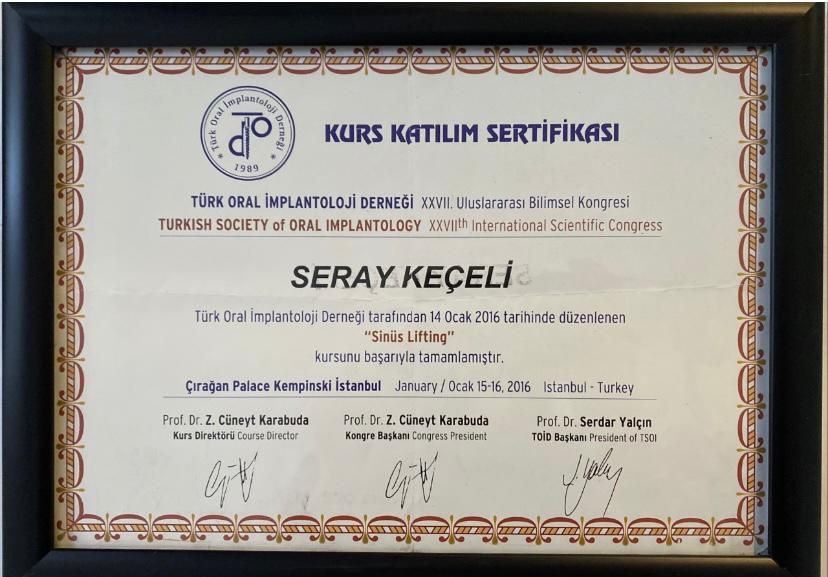 Türk Oral İmplantoloji Derneği
1989
KURS KATILIM SERTİFİKASI
TÜRK ORAL İMPLANTOLOJİ DERNEĞİ XXVII. Uluslararası Bilimsel Kongresi
TURKISH SOCIETY of ORAL IMPLANTOLOGY XXVIIth International Scientific Congress
SERAY KEÇELİ
Türk Oral İmplantoloji Derneği tarafından 14 Ocak 2016 tarihinde düzenlenen
“Sinüs Lifting”
kursunu başarıyla tamamlamıştır.
Çırağan Palace Kempinski İstanbul January / Ocak 15-16, 2016 Istanbul - Turkey
Prof. Dr. Z. Cüneyt Karabuda Prof. Dr. Z. Cüneyt Karabuda Prof. Dr. Serdar Yalçın
Kurs Direktörü Course Director Kongre Başkanı Congress President TOİD Başkanı President of TSOI